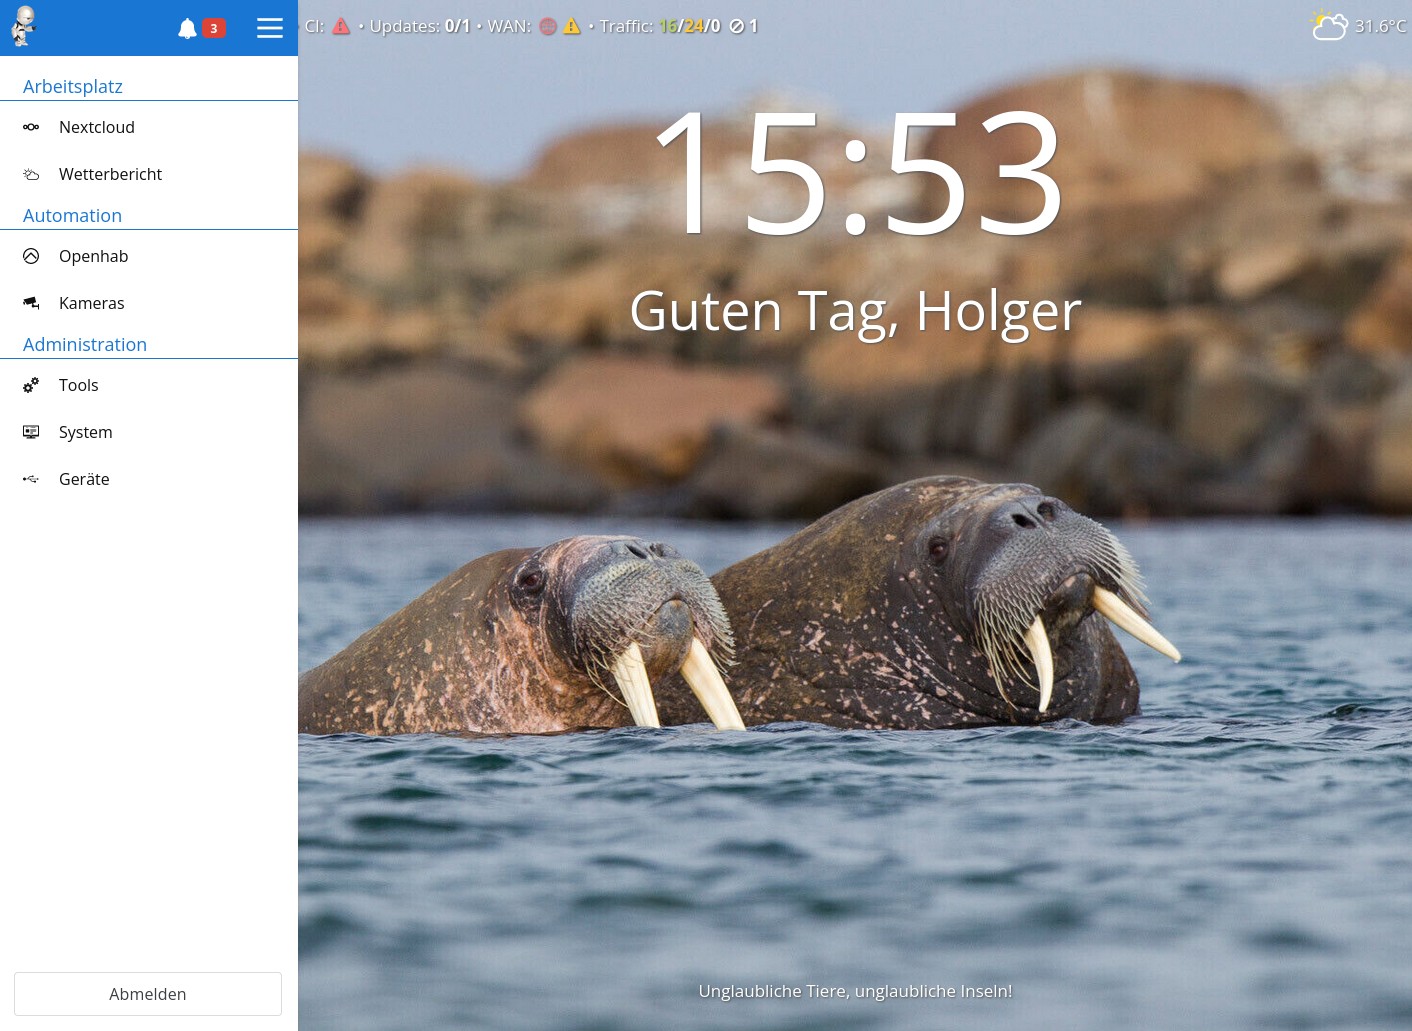 3
CI: • Updates: 0/1 • WAN: • Traffic: 16/24/0 1
31.6°C
Arbeitsplatz
Nextcloud
Wetterbericht
Automation
Openhab
Kameras
Administration
Tools
System
Geräte
15:53
Guten Tag, Holger
Unglaubliche Tiere, unglaubliche Inseln!
Abmelden